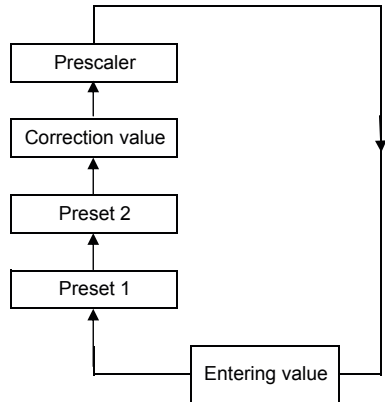 Prescaler
Correction value
Preset 2
Preset 1
Entering value